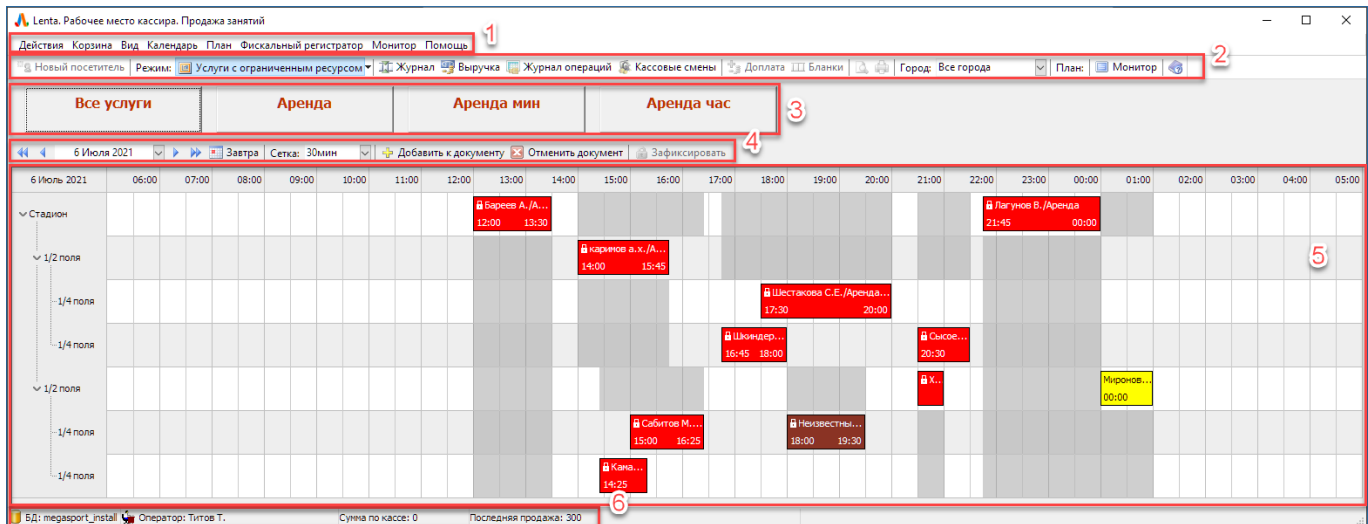 Lenta. Рабочее место кассира. Продажа занятий
Действия Корзина Вид Календарь План Фискальный регистратор Монитор Помощь
1
Новый посетитель Режим: Услуги с ограниченным ресурсом Журнал Выручка Журнал операций Кассовые смены Доплата Бланки Город: Все города План: Монитор
2
Все услуги Аренда Аренда мин Аренда час
3
4
6 Июля 2021 Завтра Сетка: 30мин Добавить к документу Отменить документ Зафиксировать
6 Июль 2021 06:00 07:00 08:00 09:00 10:00 11:00 12:00 13:00 14:00 15:00 16:00 17:00 18:00 19:00 20:00 21:00 22:00 23:00 00:00 01:00 02:00 03:00 04:00 05:00
Стадион
Бареев А./А...
12:00 13:30
Лагунов В./Аренда
21:45 00:00
1/2 поля
каринов а.х./А...
14:00 15:45
5
1/4 поля
Шестакова С.Е./Аренда...
17:30 20:00
1/4 поля
Шкиндер...
16:45 18:00
Сысое...
20:30
1/2 поля
Х...
Миронов...
00:00
1/4 поля
Сабитов М....
15:00 16:25
Неизвестны...
18:00 19:30
1/4 поля
Кама...
14:25
6
БД: megasport_install Оператор: Титов Т. Сумма по кассе: 0 Последняя продажа: 300